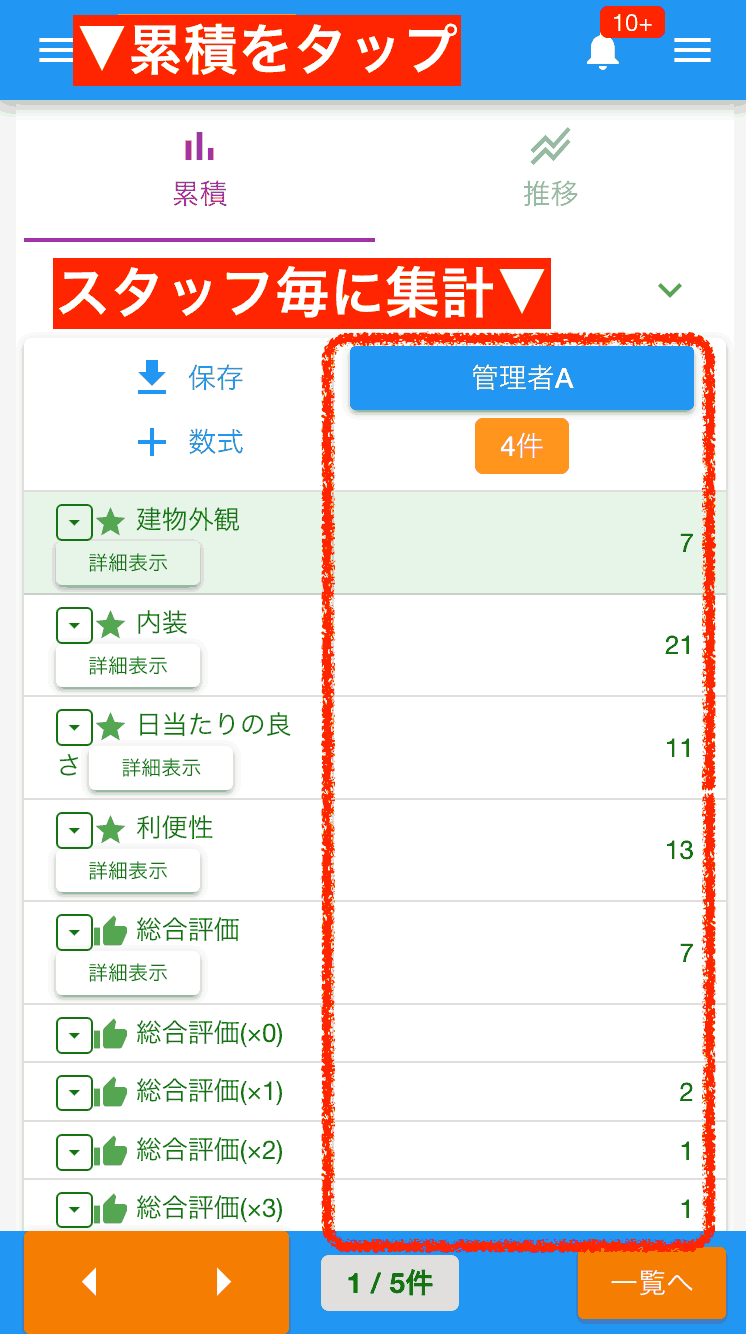 ▼累積をタップ
10+
累積
推移
スタッフ毎に集計▼
保存
管理者A
数式
4件
建物外観
7
詳細表示
内装
21
詳細表示
日当たりの良
さ 詳細表示
11
利便性
13
詳細表示
総合評価
7
詳細表示
総合評価(×0)
総合評価(×1)
2
総合評価(×2)
1
総合評価(×3)
1
1 / 5件
一覧へ